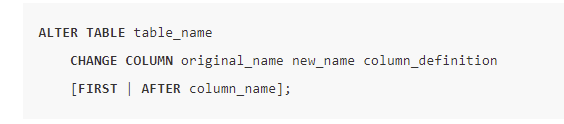 ALTER TABLE table_name
CHANGE COLUMN original_name new_name column_definition
[FIRST | AFTER column_name];